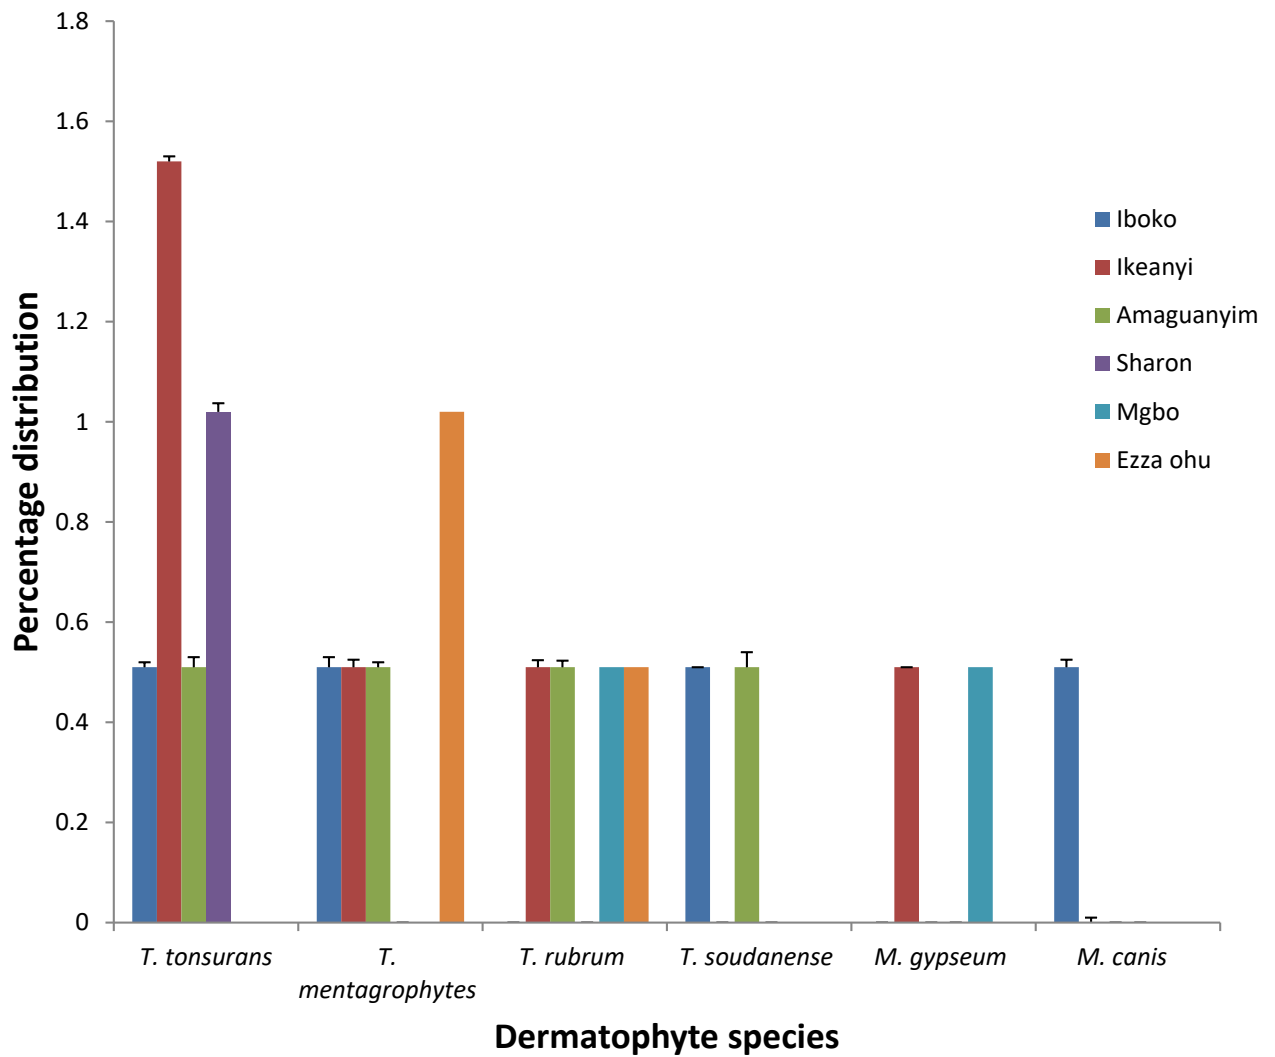 1.8
1.6
1.4
1.2
1
0.8
0.6
0.4
0.2
0
Percentage distribution
Iboko
Ikeanyi
Amaguanyim
Sharon
Mgbo
Ezza ohu
T. tonsurans
T.
mentagrophytes
T. rubrum
T. soudanense
M. gypseum
M. canis
Dermatophyte species